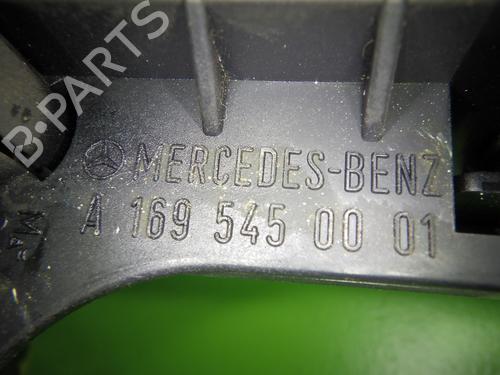 B-PARTS
MERCEDES-BENZ
A 169 545 00 01